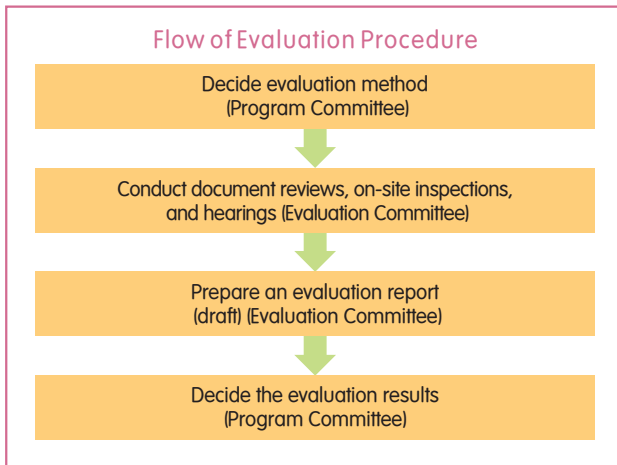 Flow of Evaluation Procedure
Decide evaluation method
(Program Committee)
Conduct document reviews, on-site inspections,
and hearings (Evaluation Committee)
Prepare an evaluation report
(draft) (Evaluation Committee)
Decide the evaluation results
(Program Committee)